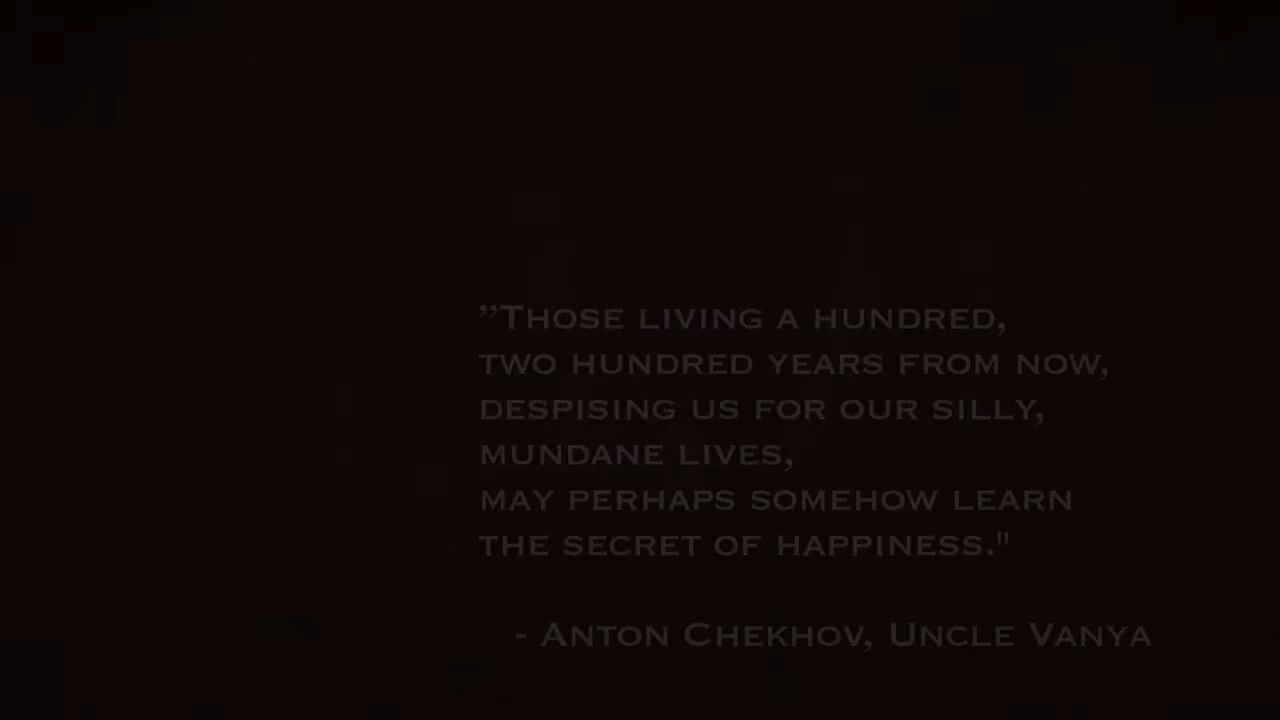 ”Those living a hundred,
two hundred years from now,
despising us for our silly,
mundane lives,
may perhaps somehow learn
the secret of happiness."
- Anton Chekhov, Uncle Vanya